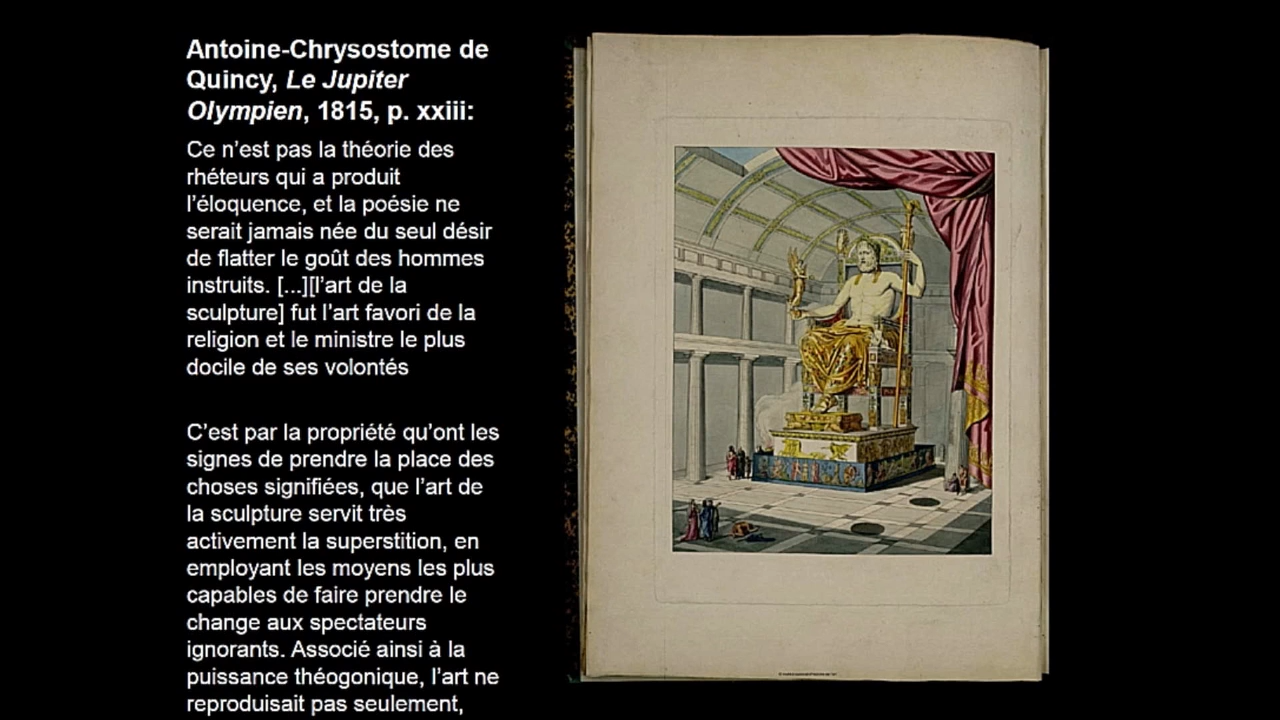 Antoine-Chrysostome de
Quincy, Le Jupiter
Olympien, 1815, p. xxiii:
Ce n’est pas la théorie des
rhéteurs qui a produit
l’éloquence, et la poésie ne
serait jamais née du seul désir
de flatter le goût des hommes
instruits. [...][l’art de la
sculpture] fut l'art favori de la
religion et le ministre le plus
docile de ses volontés
C’est par la propriété qu’ont les
signes de prendre la place des
choses signifiées, que l’art de
la sculpture servit très
activement la superstition, en
employant les moyens les plus
capables de faire prendre le
change aux spectateurs
ignorants. Associé ainsi à la
puissance théogonique, l’art ne
reproduisait pas seulement,